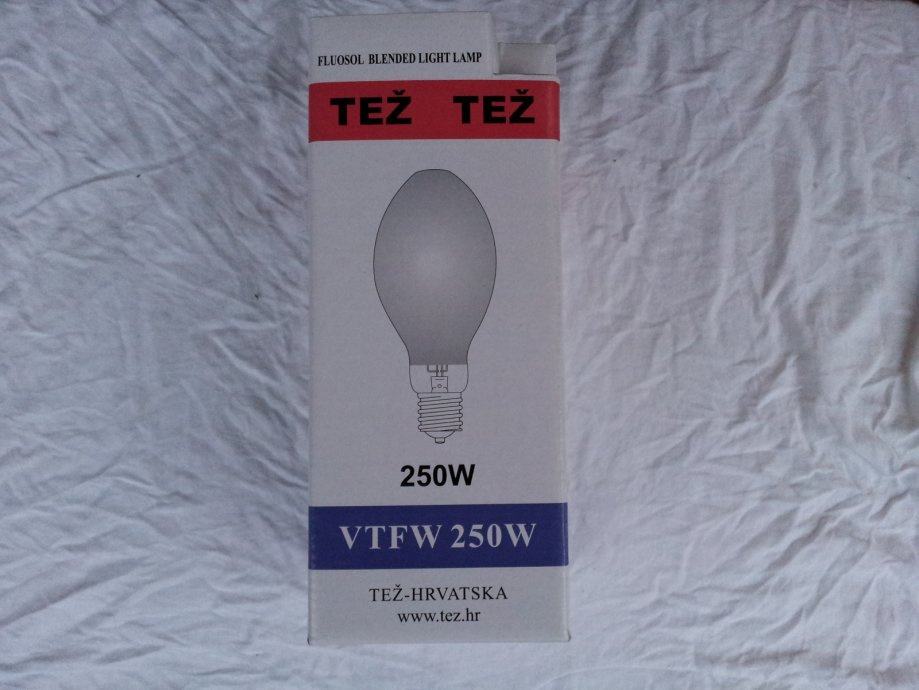 FLUOSOL BLENDED LIGHT LAMP
TEŽ TEŽ
250W
VTFW 250W
TEŽ-HRVATSKA
www.tez.hr